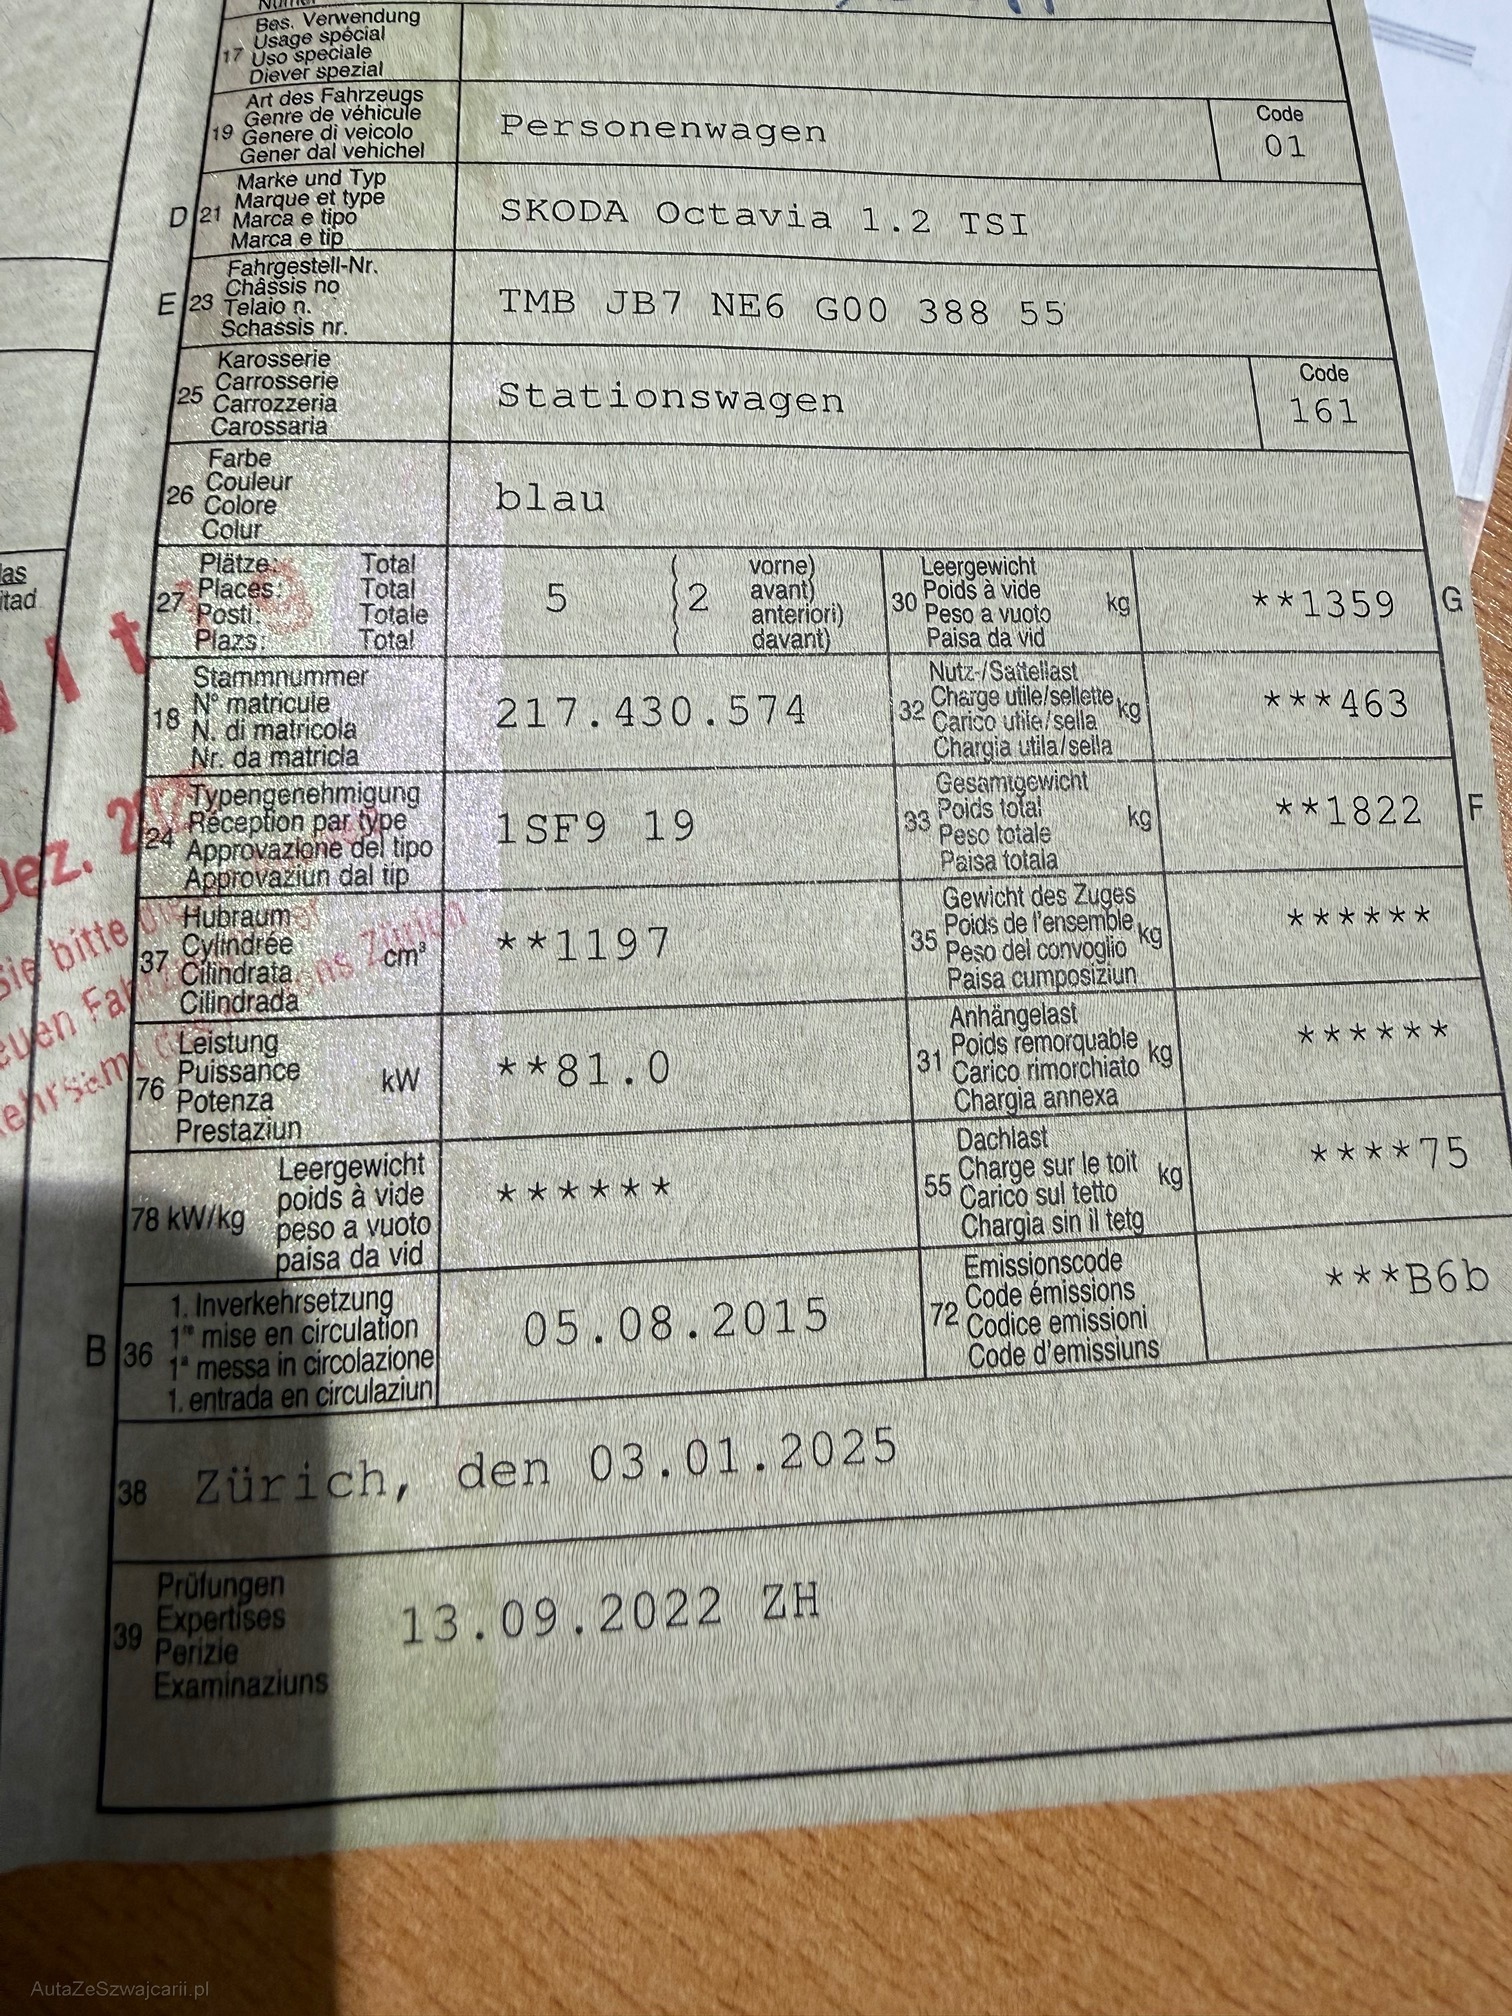 Bes. Verwendung
Usage spécial
17 Uso speciale
Diever spezial
Art des Fahrzeugs
Genre de véhicule
19 Genere di veicolo
Gener dal vehichel
Personenwagen
Code
01
Marke und Typ
Marque et type
D 21 Marca e tipo
Marca e tip
SKODA Octavia 1.2 TSI
Fahrgestell-Nr.
Châssis no
E 23 Telaio n.
Schassis nr.
TMB JB7 NE6 G00 388 55
Karosserie
25 Carrosserie
Carrozzeria
Carossaria
Stationswagen
Code
161
Farbe
26 Couleur
Colore
Colur
blau
Plätze: Total
27 Places: Total
Posti: Totale
Plazs: Total
5 (2 vorne)
avant)
anteriori)
davant)
Leergewicht
30 Poids à vide kg
Peso a vuoto
Paisa da vid
**1359 G
Stammnummer
18 N° matricule
N. di matricola
Nr. da matricla
217.430.574
Nutz-/Sattellast
32 Charge utile/sellette kg
Carico utile/sella
Chargia utila/sella
***463
Typengenehmigung
24 Réception par type
Approvazione del tipo
Approvaziun dal tip
1SF9 19
Gesamtgewicht
33 Poids total kg
Peso totale
Paisa totala
**1822 F
Hubraum
37 Cylindrée cm³
Cilindrata
Cilindrada
**1197
Gewicht des Zuges
35 Poids de l'ensemble kg
Peso del convoglio
Paisa cumposiziun
******
Leistung
76 Puissance kW
Potenza
Prestaziun
**81.0
Anhängelast
31 Poids remorquable kg
Carico rimorchiato
Chargia annexa
******
Leergewicht
78 kW/kg poids à vide
peso a vuoto
paisa da vid
******
Dachlast
55 Charge sur le toit kg
Carico sul tetto
Chargia sin il tetg
****75
1. Inverkehrsetzung
B 36 1re mise en circulation
1a messa in circolazione
1. entrada en circulaziun
05.08.2015
Emissionscode
72 Code émissions
Codice emissioni
Code d'emissiuns
***B6b
38 Zürich, den 03.01.2025
Prüfungen
39 Expertises
Perizie
Examinaziuns
13.09.2022 ZH
Dez.
Sie bitte
AutaZeSzwajcarii.pl